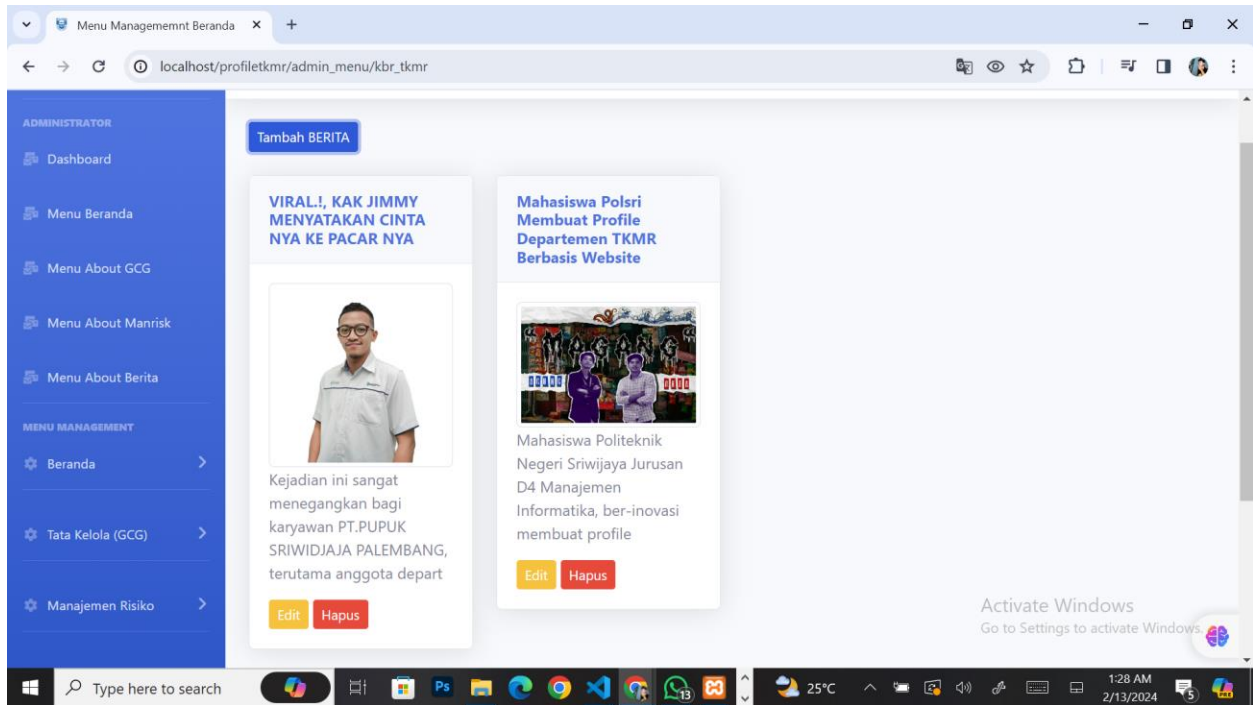 Menu Managememnt Beranda
localhost/profiletkmr/admin_menu/kbr_tkmr
ADMINISTRATOR
Dashboard
Menu Beranda
Menu About GCG
Menu About Manrisk
Menu About Berita
MENU MANAGEMENT
Beranda
Tata Kelola (GCG)
Manajemen Risiko
Tambah BERITA
VIRAL.!, KAK JIMMY
MENYATAKAN CINTA
NYA KE PACAR NYA
Kejadian ini sangat
menegangkan bagi
karyawan PT.PUPUK
SRIWIDJAJA PALEMBANG,
terutama anggota depart
Edit
Hapus
Mahasiswa Polsri
Membuat Profile
Departemen TKMR
Berbasis Website
"MAGANG"
Mahasiswa Politeknik
Negeri Sriwijaya Jurusan
D4 Manajemen
Informatika, ber-inovasi
membuat profile
Edit
Hapus
Activate Windows
Go to Settings to activate Windows.
Type here to search
Ps
13
25°C
1:28 AM
2/13/2024
5
PRE